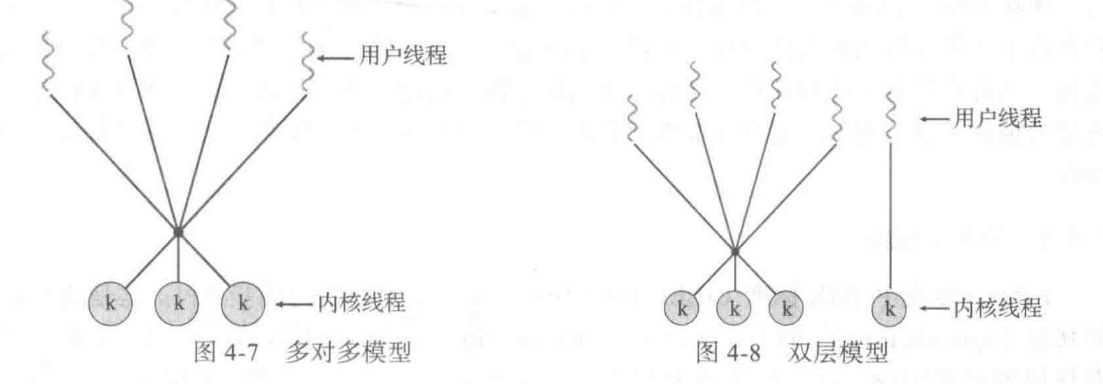 用户线程
用户线程
k k k
内核线程
k k k k
内核线程
图 4-7 多对多模型
图 4-8 双层模型